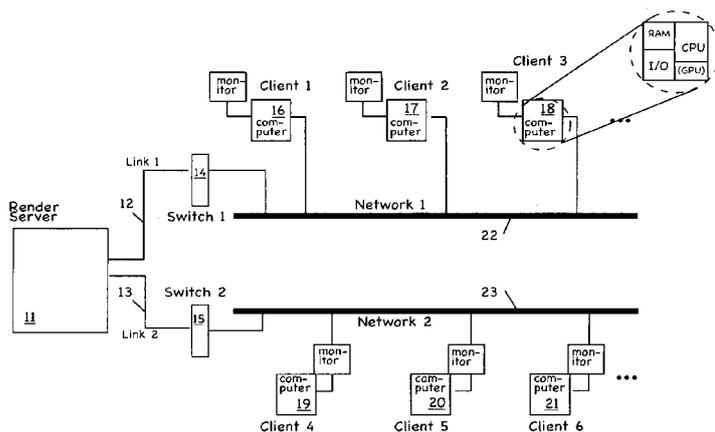 RAM
CPU
I/O
(GPU)
Client 1
Client 2
Client 3
mon-
itor
mon-
itor
mon-
itor
16
com-
puter
17
com-
puter
18
com-
puter
Link 1
14
12
Render
Server
Switch 1
Network 1
22
11
13
Switch 2
23
Link 2
15
Network 2
mon-
itor
mon-
itor
mon-
itor
com-
puter
19
com-
puter
20
com-
puter
21
Client 4
Client 5
Client 6